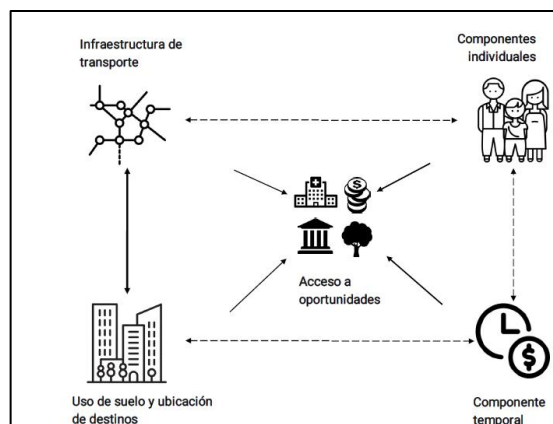 Infraestructura de
transporte
Componentes
individuales
$
Acceso a
oportunidades
$
Uso de suelo y ubicación
de destinos
Componente
temporal